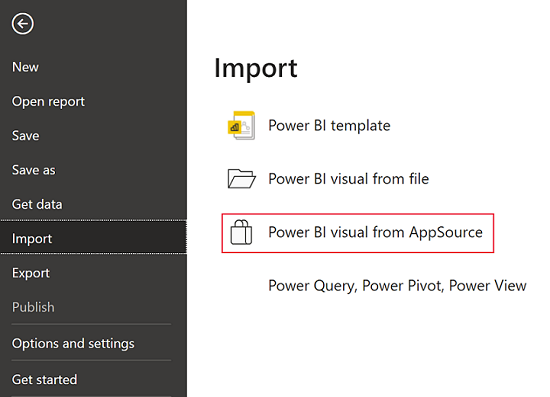 New
Open report
Save
Save as
Get data
Import
Export
Publish
Options and settings
Get started
Import
Power BI template
Power BI visual from file
Power BI visual from AppSource
Power Query, Power Pivot, Power View